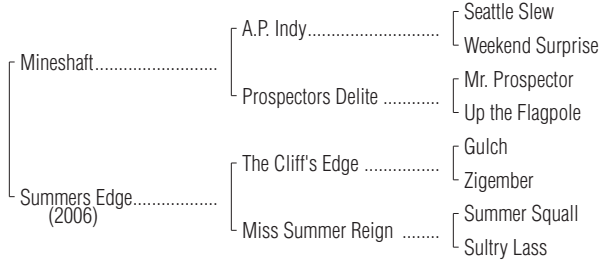 Seattle Slew
A.P. Indy............................
Weekend Surprise
Mineshaft..........................
Mr. Prospector
Prospectors Delite ............
Up the Flagpole
Gulch
The Cliff's Edge ................
Zigember
Summers Edge..................
(2006)
Summer Squall
Miss Summer Reign ........
Sultry Lass